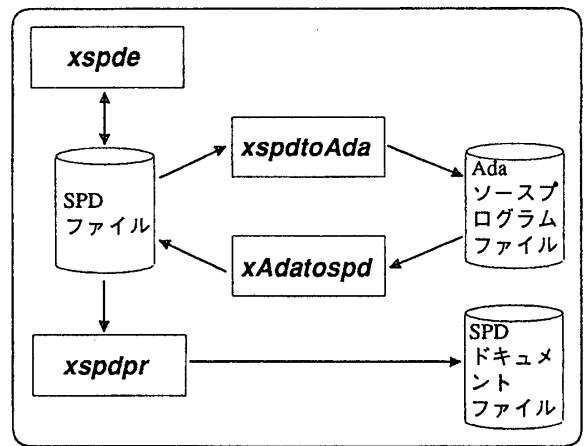 xspde
SPD
ファイル
xspdtoAda
xAdatospd
Ada
ソースプ
ログラム
ファイル
xspdpr
SPD
ドキュメ
ント
ファイル